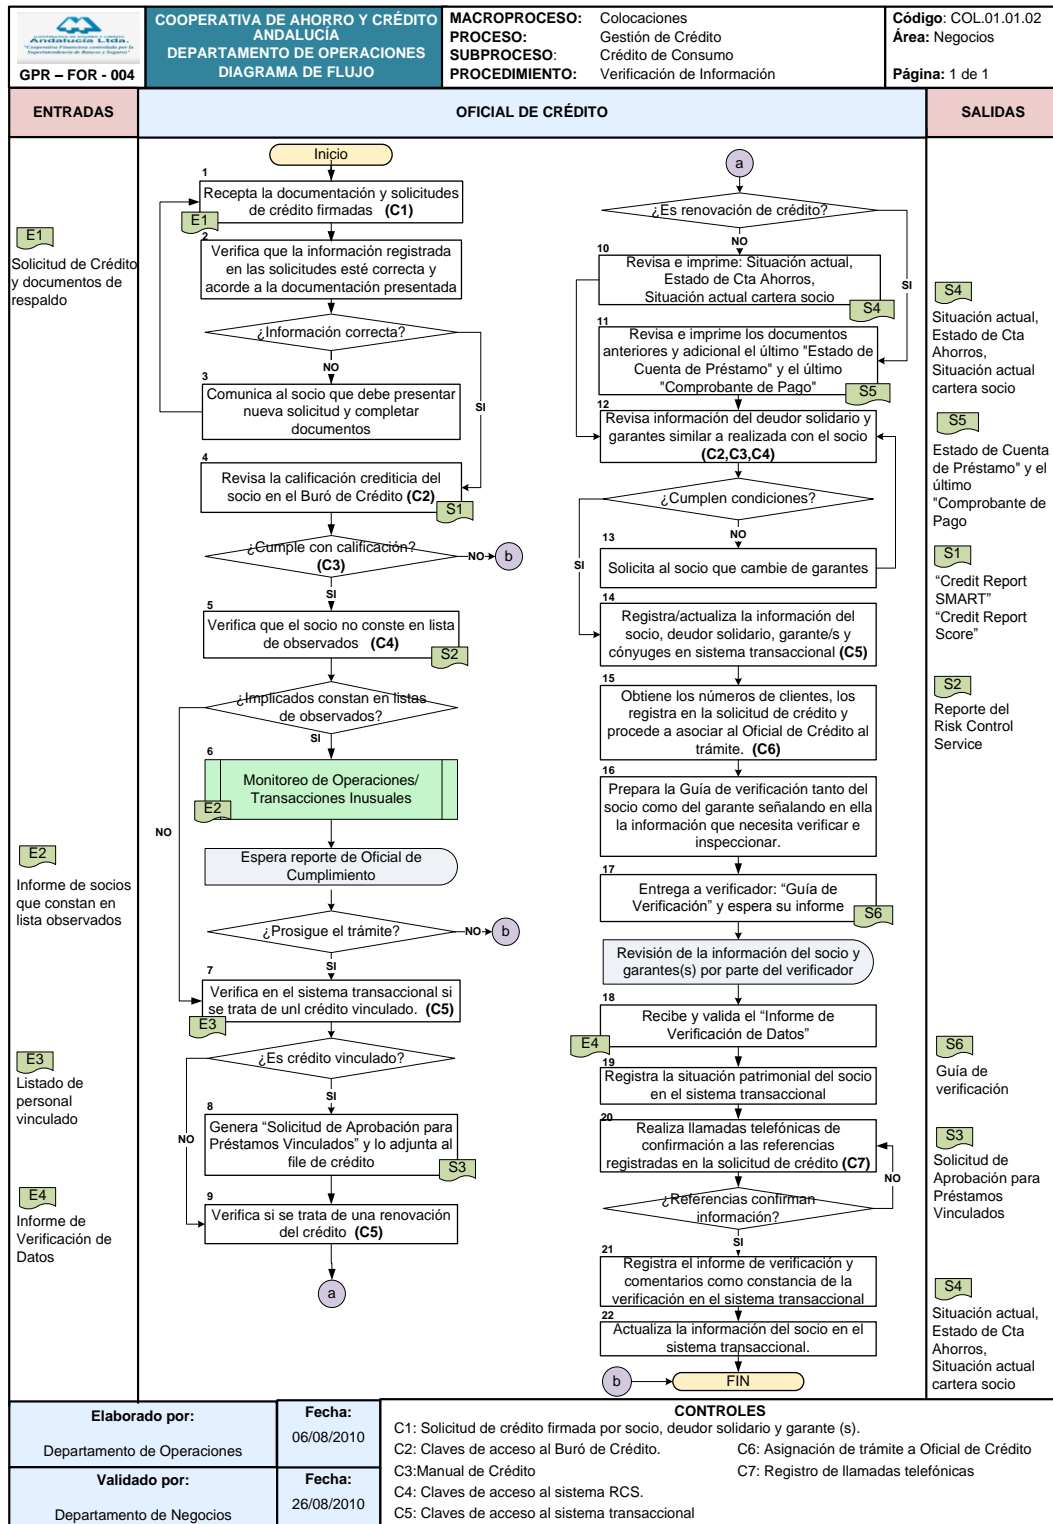 COOPERATIVA DE AHORRO Y CRÉDITO
Andalucía Ltda.
"Cooperativa Financiera controlada por la
Superintendencia de Bancos y Seguros"
GPR – FOR - 004
COOPERATIVA DE AHORRO Y CRÉDITO
ANDALUCÍA
DEPARTAMENTO DE OPERACIONES
DIAGRAMA DE FLUJO
MACROPROCESO: Colocaciones
PROCESO: Gestión de Crédito
SUBPROCESO: Crédito de Consumo
PROCEDIMIENTO: Verificación de Información
Código: COL.01.01.02
Área: Negocios
Página: 1 de 1
ENTRADAS
OFICIAL DE CRÉDITO
SALIDAS
E1
Solicitud de Crédito
y documentos de
respaldo
E2
Informe de socios
que constan en
lista observados
E3
Listado de
personal
vinculado
E4
Informe de
Verificación de
Datos
Inicio
1
Recepta la documentación y solicitudes
de crédito firmadas (C1)
E1
2
Verifica que la información registrada
en las solicitudes esté correcta y
acorde a la documentación presentada
¿Información correcta?
NO
SI
3
Comunica al socio que debe presentar
nueva solicitud y completar
documentos
4
Revisa la calificación crediticia del
socio en el Buró de Crédito (C2)
S1
¿Cumple con calificación?
(C3)
NO
b
SI
5
Verifica que el socio no conste en lista
de observados (C4)
S2
¿Implicados constan en listas
de observados?
SI
NO
6
Monitoreo de Operaciones/
Transacciones Inusuales
E2
Espera reporte de Oficial de
Cumplimiento
¿Prosigue el trámite?
NO
b
SI
7
Verifica en el sistema transaccional si
se trata de unl crédito vinculado. (C5)
E3
¿Es crédito vinculado?
SI
NO
8
Genera “Solicitud de Aprobación para
Préstamos Vinculados” y lo adjunta al
file de crédito
S3
9
Verifica si se trata de una renovación
del crédito (C5)
a
a
¿Es renovación de crédito?
NO
SI
10
Revisa e imprime: Situación actual,
Estado de Cta Ahorros,
Situación actual cartera socio
S4
11
Revisa e imprime los documentos
anteriores y adicional el último "Estado de
Cuenta de Préstamo" y el último
"Comprobante de Pago"
S5
12
Revisa información del deudor solidario y
garantes similar a realizada con el socio
(C2,C3,C4)
¿Cumplen condiciones?
NO
SI
13
Solicita al socio que cambie de garantes
14
Registra/actualiza la información del
socio, deudor solidario, garante/s y
cónyuges en sistema transaccional (C5)
15
Obtiene los números de clientes, los
registra en la solicitud de crédito y
procede a asociar al Oficial de Crédito al
trámite. (C6)
16
Prepara la Guía de verificación tanto del
socio como del garante señalando en ella
la información que necesita verificar e
inspeccionar.
17
Entrega a verificador: “Guía de
Verificación” y espera su informe
S6
Revisión de la información del socio y
garantes(s) por parte del verificador
18
Recibe y valida el “Informe de
Verificación de Datos”
E4
19
Registra la situación patrimonial del socio
en el sistema transaccional
20
Realiza llamadas telefónicas de
confirmación a las referencias
registradas en la solicitud de crédito (C7)
¿Referencias confirman
información?
NO
SI
21
Registra el informe de verificación y
comentarios como constancia de la
verificación en el sistema transaccional
22
Actualiza la información del socio en el
sistema transaccional.
b
FIN
S4
Situación actual,
Estado de Cta
Ahorros,
Situación actual
cartera socio
S5
Estado de Cuenta
de Préstamo" y el
último
"Comprobante de
Pago
S1
“Credit Report
SMART”
“Credit Report
Score”
S2
Reporte del
Risk Control
Service
S6
Guía de
verificación
S3
Solicitud de
Aprobación para
Préstamos
Vinculados
S4
Situación actual,
Estado de Cta
Ahorros,
Situación actual
cartera socio
Elaborado por:
Departamento de Operaciones
Fecha:
06/08/2010
Validado por:
Departamento de Negocios
Fecha:
26/08/2010
CONTROLES
C1: Solicitud de crédito firmada por socio, deudor solidario y garante (s).
C2: Claves de acceso al Buró de Crédito.
C3:Manual de Crédito
C4: Claves de acceso al sistema RCS.
C5: Claves de acceso al sistema transaccional
C6: Asignación de trámite a Oficial de Crédito
C7: Registro de llamadas telefónicas